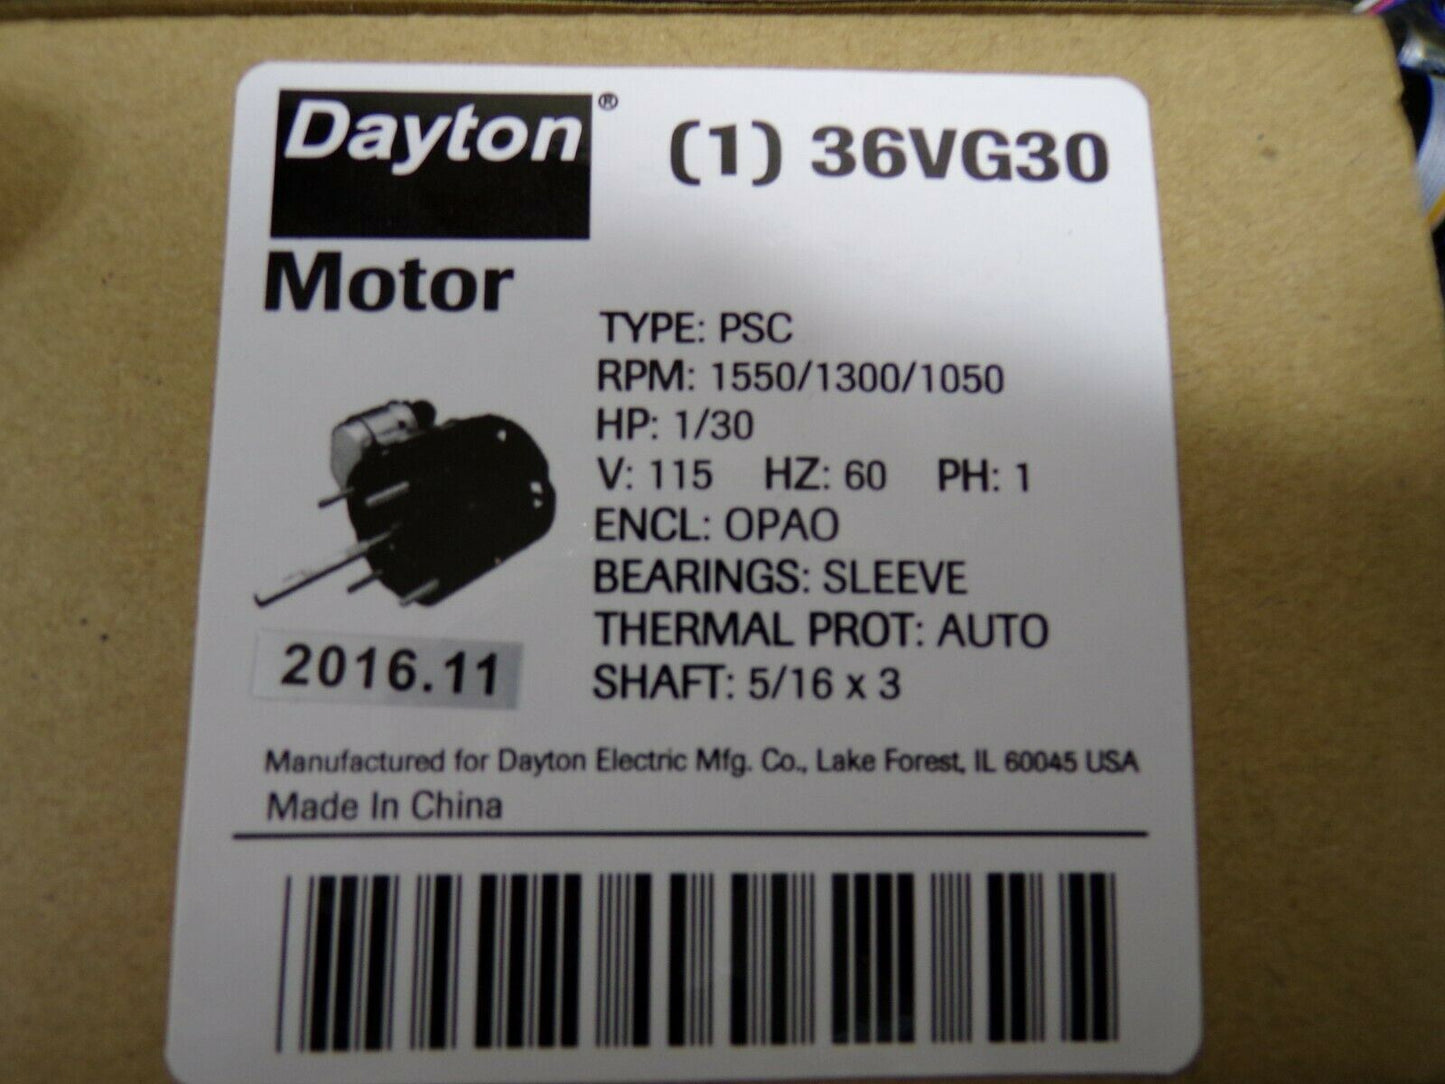 Dayton® (1) 36VG30
Motor
TYPE: PSC
RPM: 1550/1300/1050
HP: 1/30
V: 115 HZ: 60 PH: 1
ENCL: OPAO
BEARINGS: SLEEVE
THERMAL PROT: AUTO
SHAFT: 5/16 x 3
2016.11
Manufactured for Dayton Electric Mfg. Co., Lake Forest, IL 60045 USA
Made In China